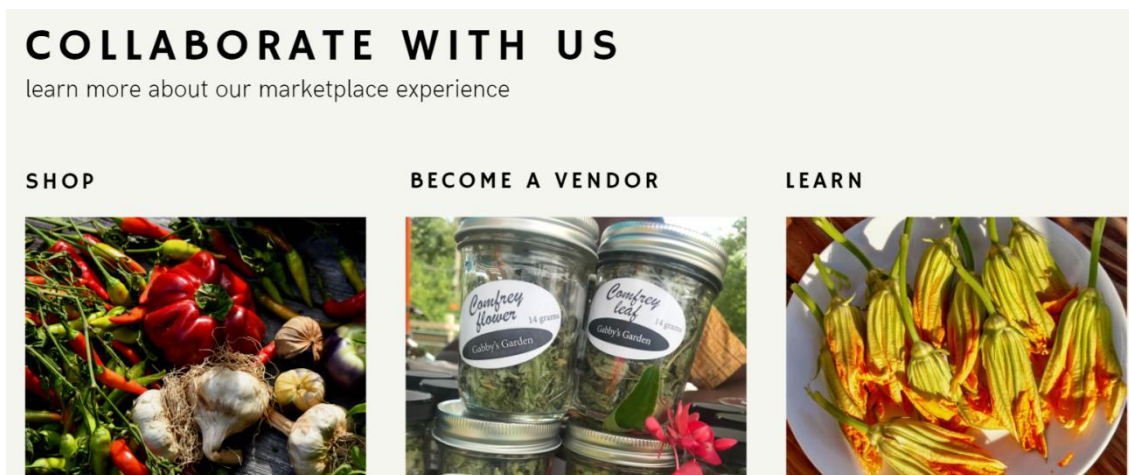 COLLABORATE WITH US
learn more about our marketplace experience
SHOP
BECOME A VENDOR
LEARN
Comfrey
flower
14 grams
Gabby's Garden
Comfrey
leaf
14 grams
Gabby's Garden